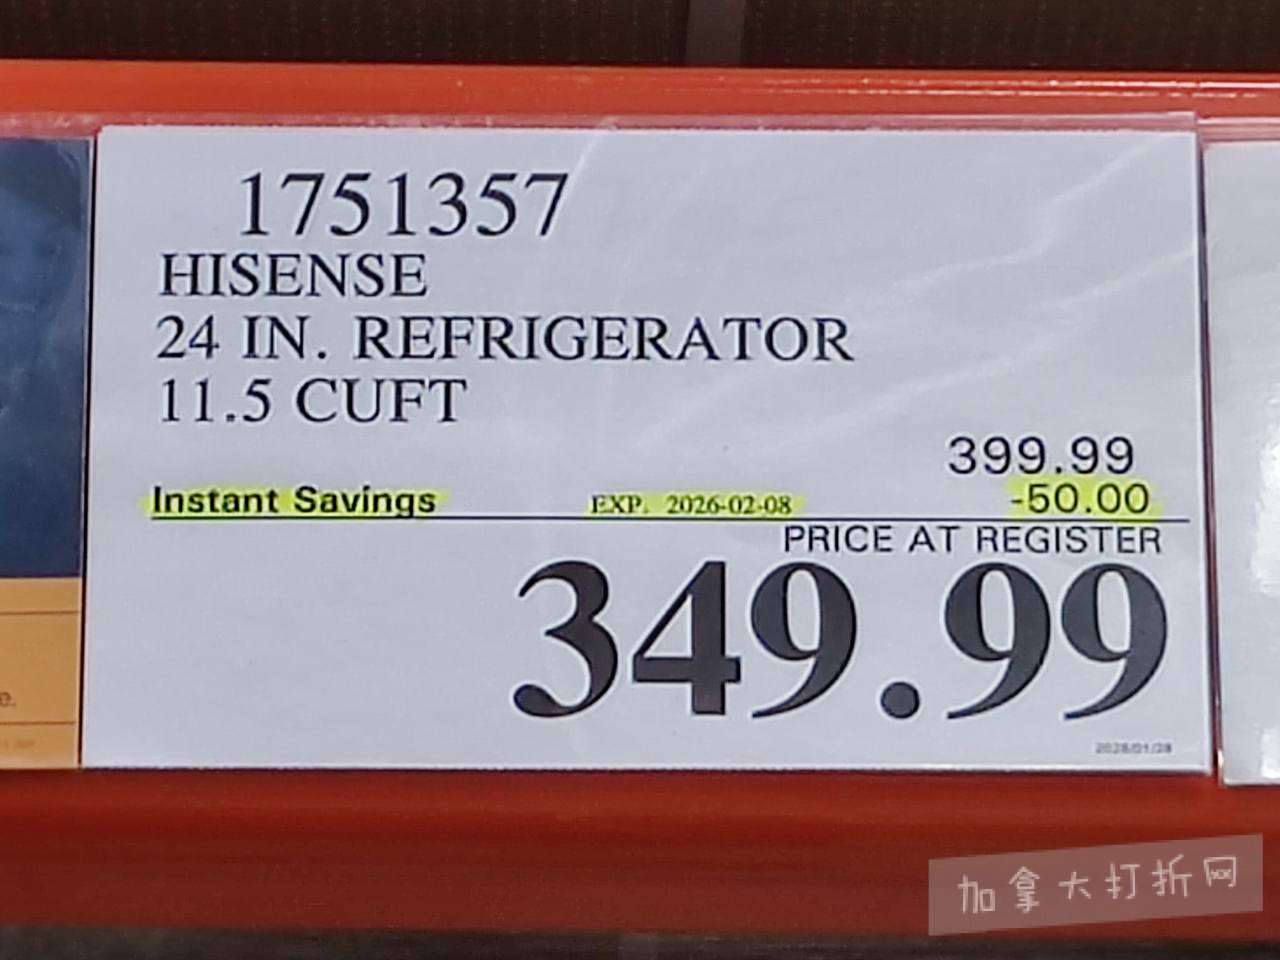 1751357
HISENSE
24 IN. REFRIGERATOR
11.5 CUFT
399.99
Instant Savings EXP. 2026-02-08 -50.00
PRICE AT REGISTER
349.99
2026/01/28
e.
加拿大打折网